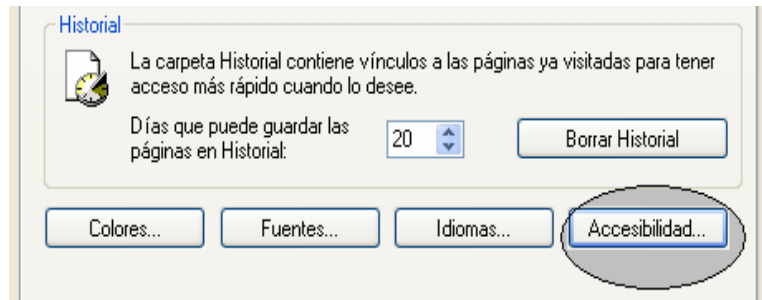 Historial
La carpeta Historial contiene vínculos a las páginas ya visitadas para tener
acceso más rápido cuando lo desee.
Días que puede guardar las
páginas en Historial:
20
Borrar Historial
Colores...
Fuentes...
Idiomas...
Accesibilidad...